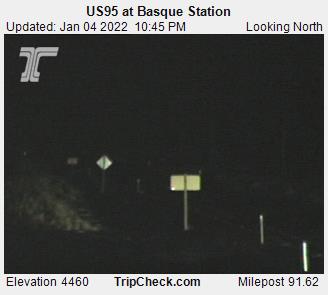 US95 at Basque Station
Updated: Jan 04 2022 10:45 PM Looking North
Elevation 4460 TripCheck.com Milepost 91.62